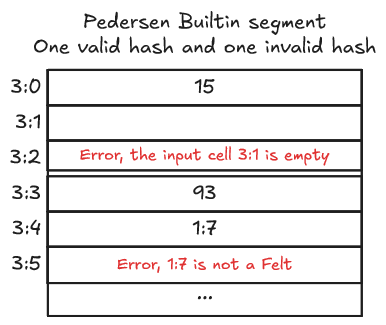 Pedersen Builtin segment
One valid hash and one invalid hash
3:0 15
3:1
3:2 Error, the input cell 3:1 is empty
3:3 93
3:4 1:7
3:5 Error, 1:7 is not a Felt
...